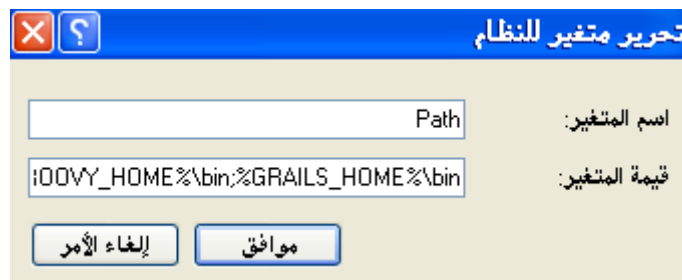 تحرير متغير للنظام
اسم المتغير:
Path
قيمة المتغير:
OOVY_HOME%\bin;%GRAILS_HOME%\bin
موافق
إلغاء الأمر